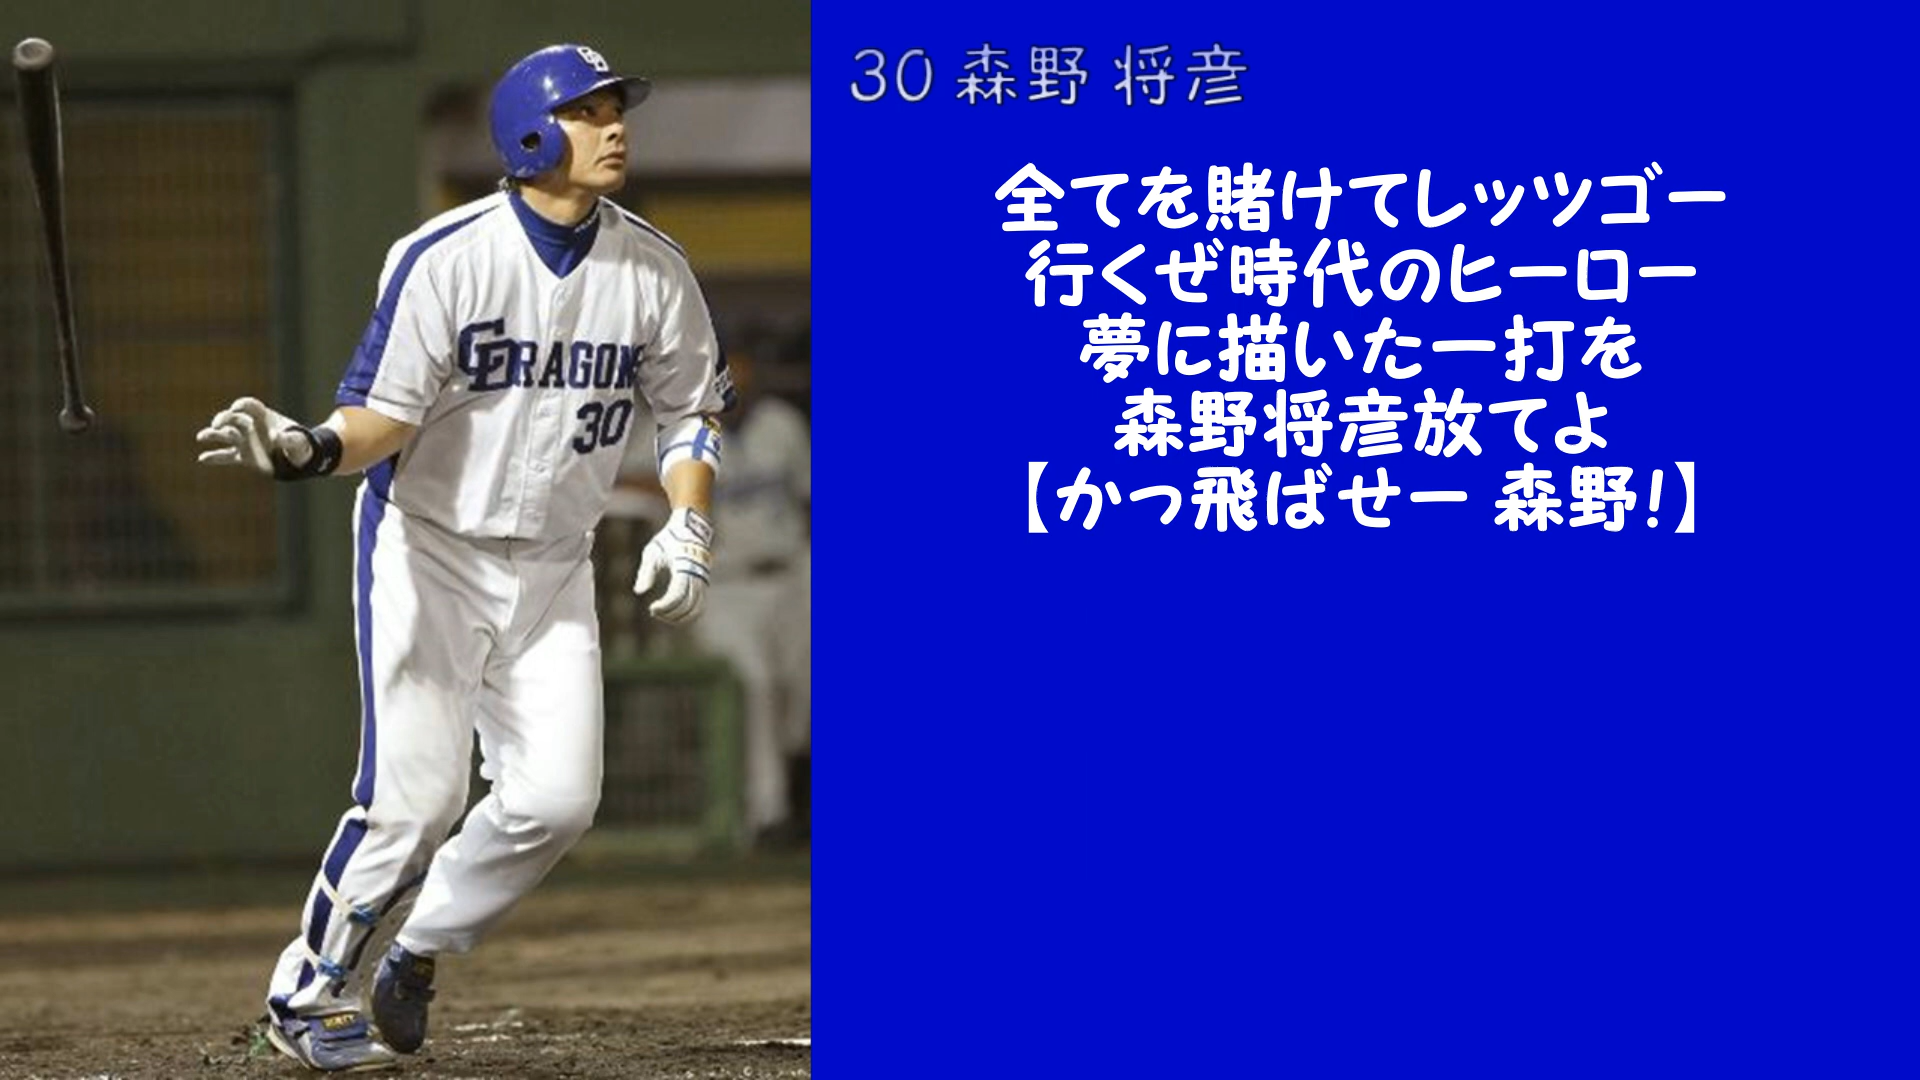 30 森野 将彦
全てを賭けてレッツゴー
行くぜ時代のヒーロー
夢に描いた一打を
森野将彦放てよ
【かっ飛ばせー 森野!】
DRAGONS
30